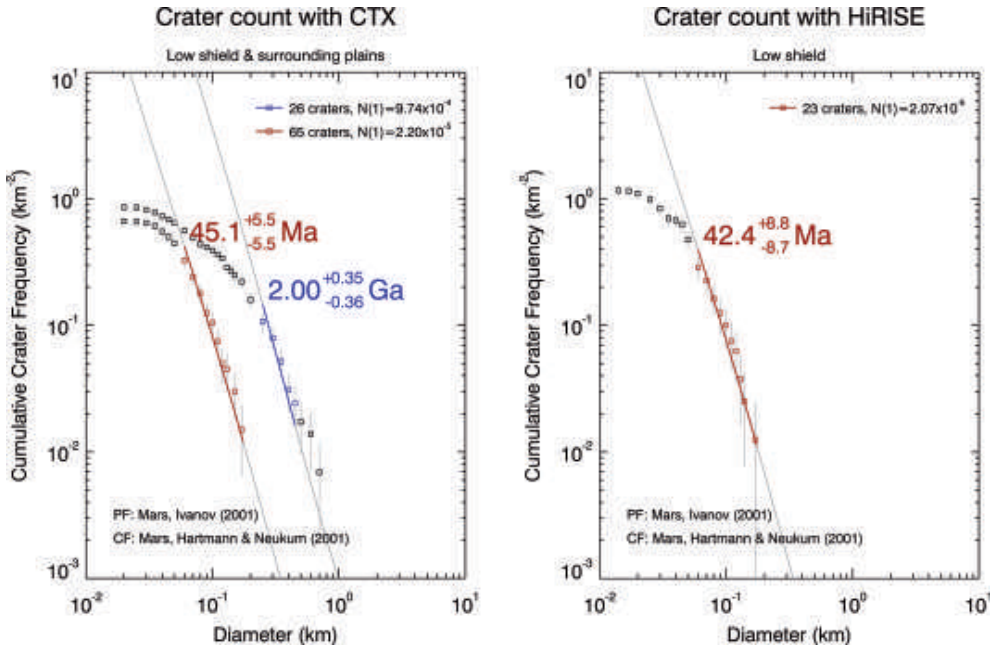 Crater count with CTX
Low shield & surrounding plains
Cumulative Crater Frequency (km⁻²)
10¹
10⁰
10⁻¹
10⁻²
10⁻³
26 craters, N(1)=9.74x10⁻⁴
65 craters, N(1)=2.20x10⁻⁵
45.1 +5.5 -5.5 Ma
2.00 +0.35 -0.36 Ga
PF: Mars, Ivanov (2001)
CF: Mars, Hartmann & Neukum (2001)
10⁻² 10⁻¹ 10⁰ 10¹
Diameter (km)
Crater count with HiRISE
Low shield
Cumulative Crater Frequency (km⁻²)
10¹
10⁰
10⁻¹
10⁻²
10⁻³
23 craters, N(1)=2.07x10⁻⁵
42.4 +8.8 -8.7 Ma
PF: Mars, Ivanov (2001)
CF: Mars, Hartmann & Neukum (2001)
10⁻² 10⁻¹ 10⁰ 10¹
Diameter (km)